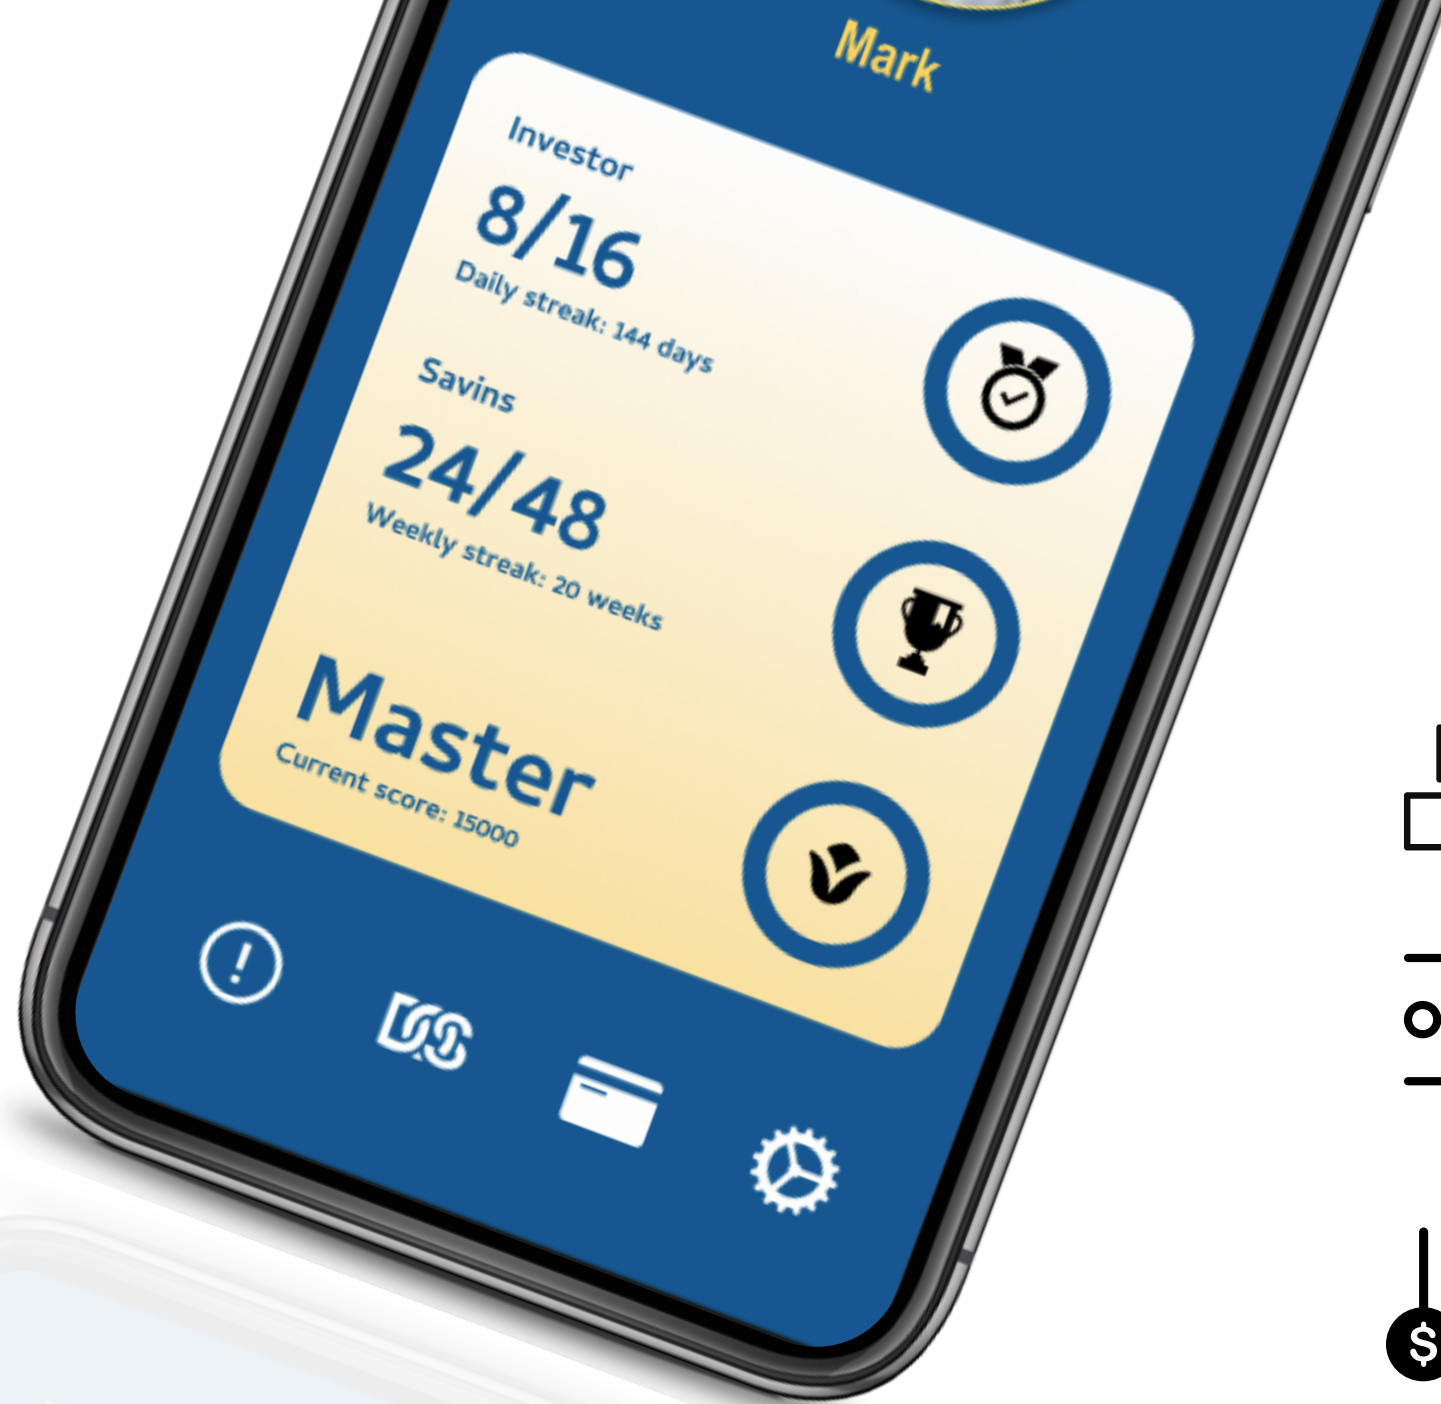 Mark
Investor
8/16
Daily streak: 144 days
Savins
24/48
Weekly streak: 20 weeks
Master
Current score: 15000
!
DOS
$